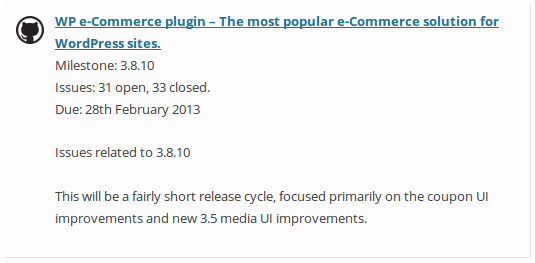 WP e-Commerce plugin – The most popular e-Commerce solution for
WordPress sites.
Milestone: 3.8.10
Issues: 31 open, 33 closed.
Due: 28th February 2013
Issues related to 3.8.10
This will be a fairly short release cycle, focused primarily on the coupon UI
improvements and new 3.5 media UI improvements.